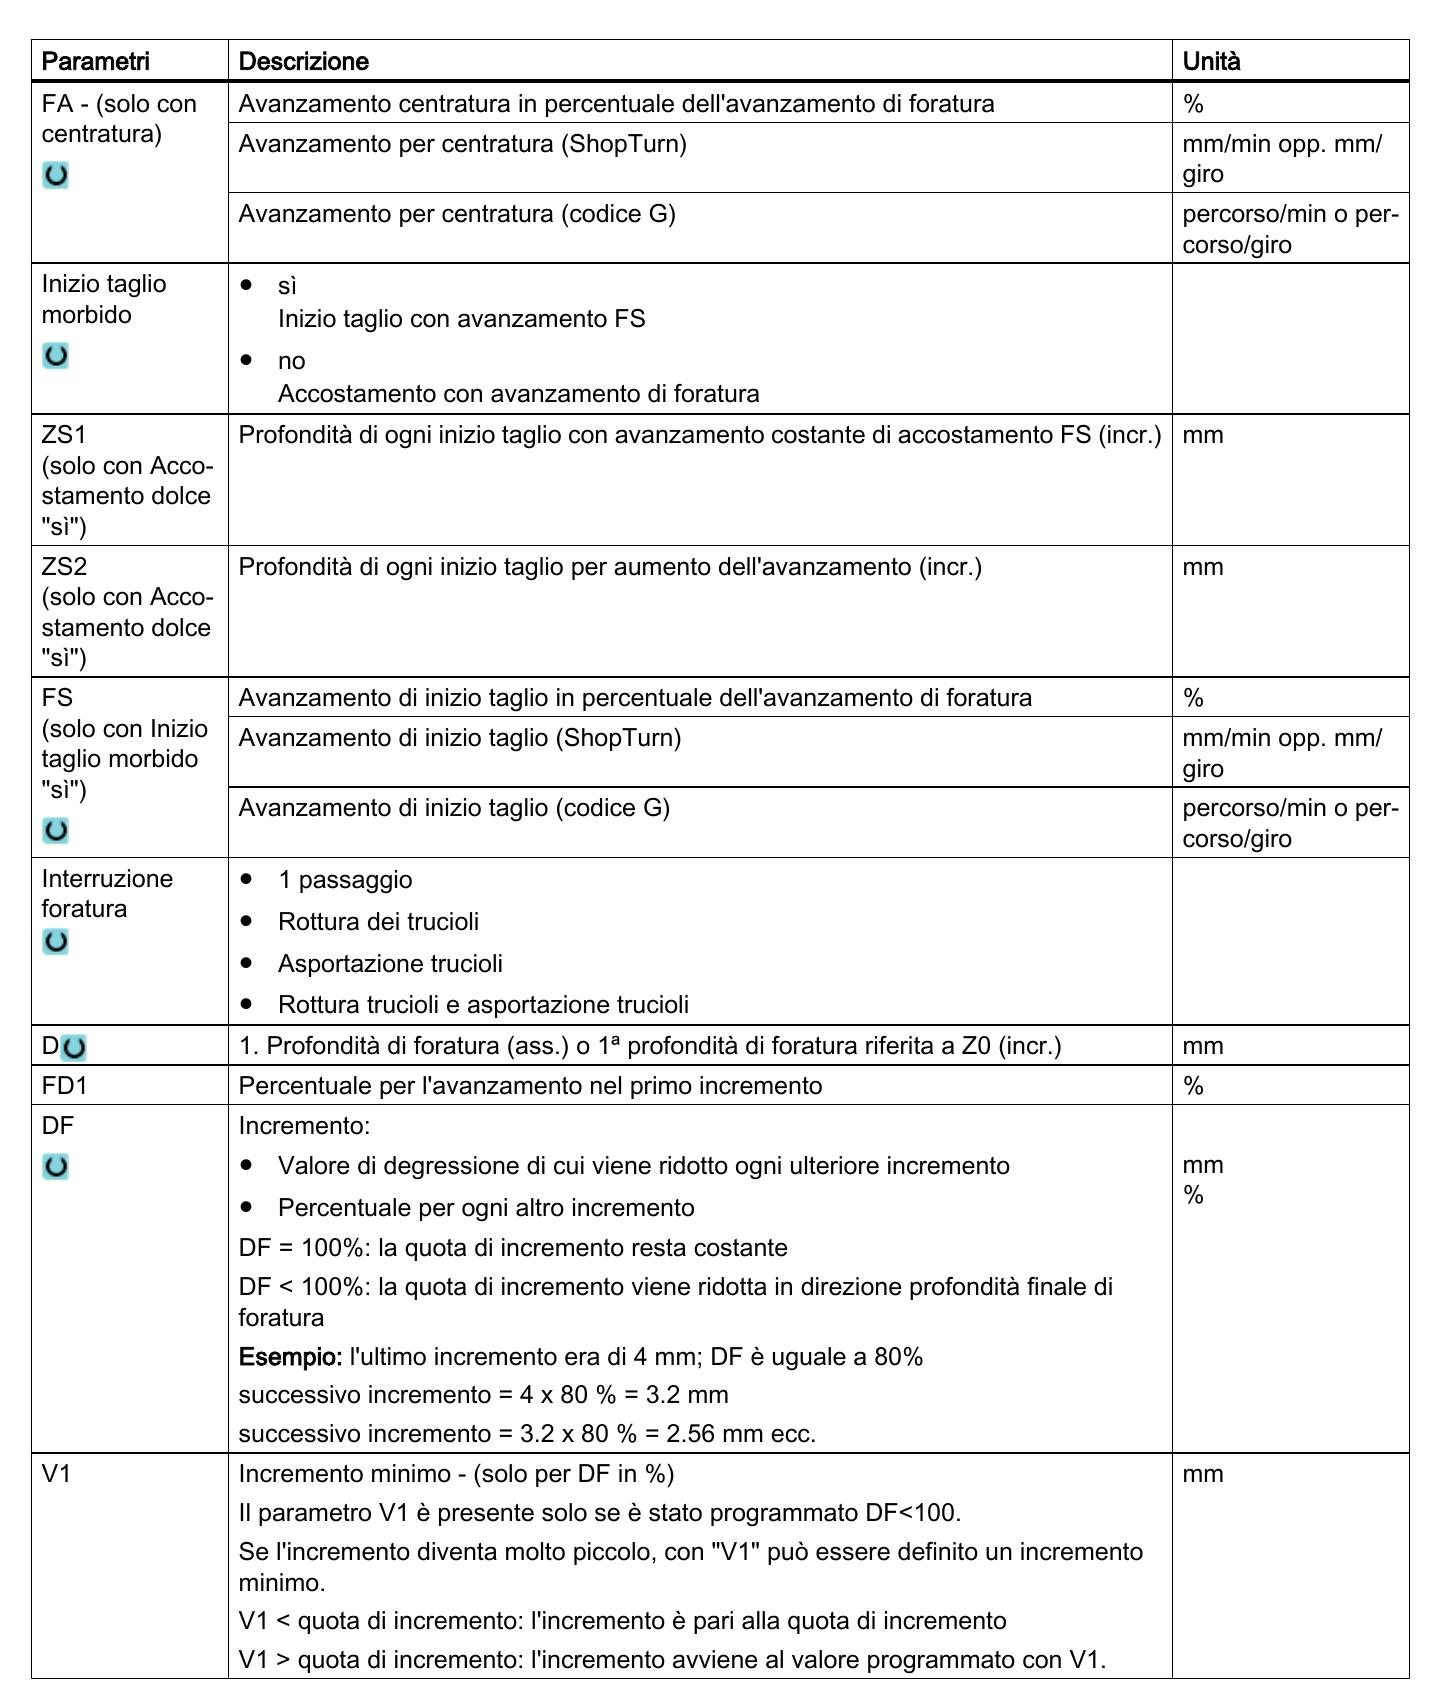 Parametri Descrizione Unità
FA - (solo con
centratura)
Avanzamento centratura in percentuale dell'avanzamento di foratura %
Avanzamento per centratura (ShopTurn) mm/min opp. mm/
giro
Avanzamento per centratura (codice G) percorso/min o per-
corso/giro
Inizio taglio
morbido
● sì
Inizio taglio con avanzamento FS
● no
Accostamento con avanzamento di foratura
ZS1
(solo con Acco-
stamento dolce
"sì")
Profondità di ogni inizio taglio con avanzamento costante di accostamento FS (incr.) mm
ZS2
(solo con Acco-
stamento dolce
"sì")
Profondità di ogni inizio taglio per aumento dell'avanzamento (incr.) mm
FS
(solo con Inizio
taglio morbido
"sì")
Avanzamento di inizio taglio in percentuale dell'avanzamento di foratura %
Avanzamento di inizio taglio (ShopTurn) mm/min opp. mm/
giro
Avanzamento di inizio taglio (codice G) percorso/min o per-
corso/giro
Interruzione
foratura
● 1 passaggio
● Rottura dei trucioli
● Asportazione trucioli
● Rottura trucioli e asportazione trucioli
D 1. Profondità di foratura (ass.) o 1ª profondità di foratura riferita a Z0 (incr.) mm
FD1 Percentuale per l'avanzamento nel primo incremento %
DF Incremento:
● Valore di degressione di cui viene ridotto ogni ulteriore incremento mm
● Percentuale per ogni altro incremento %
DF = 100%: la quota di incremento resta costante
DF < 100%: la quota di incremento viene ridotta in direzione profondità finale di
foratura
Esempio: l'ultimo incremento era di 4 mm; DF è uguale a 80%
successivo incremento = 4 x 80 % = 3.2 mm
successivo incremento = 3.2 x 80 % = 2.56 mm ecc.
V1 Incremento minimo - (solo per DF in %) mm
Il parametro V1 è presente solo se è stato programmato DF<100.
Se l'incremento diventa molto piccolo, con "V1" può essere definito un incremento
minimo.
V1 < quota di incremento: l'incremento è pari alla quota di incremento
V1 > quota di incremento: l'incremento avviene al valore programmato con V1.